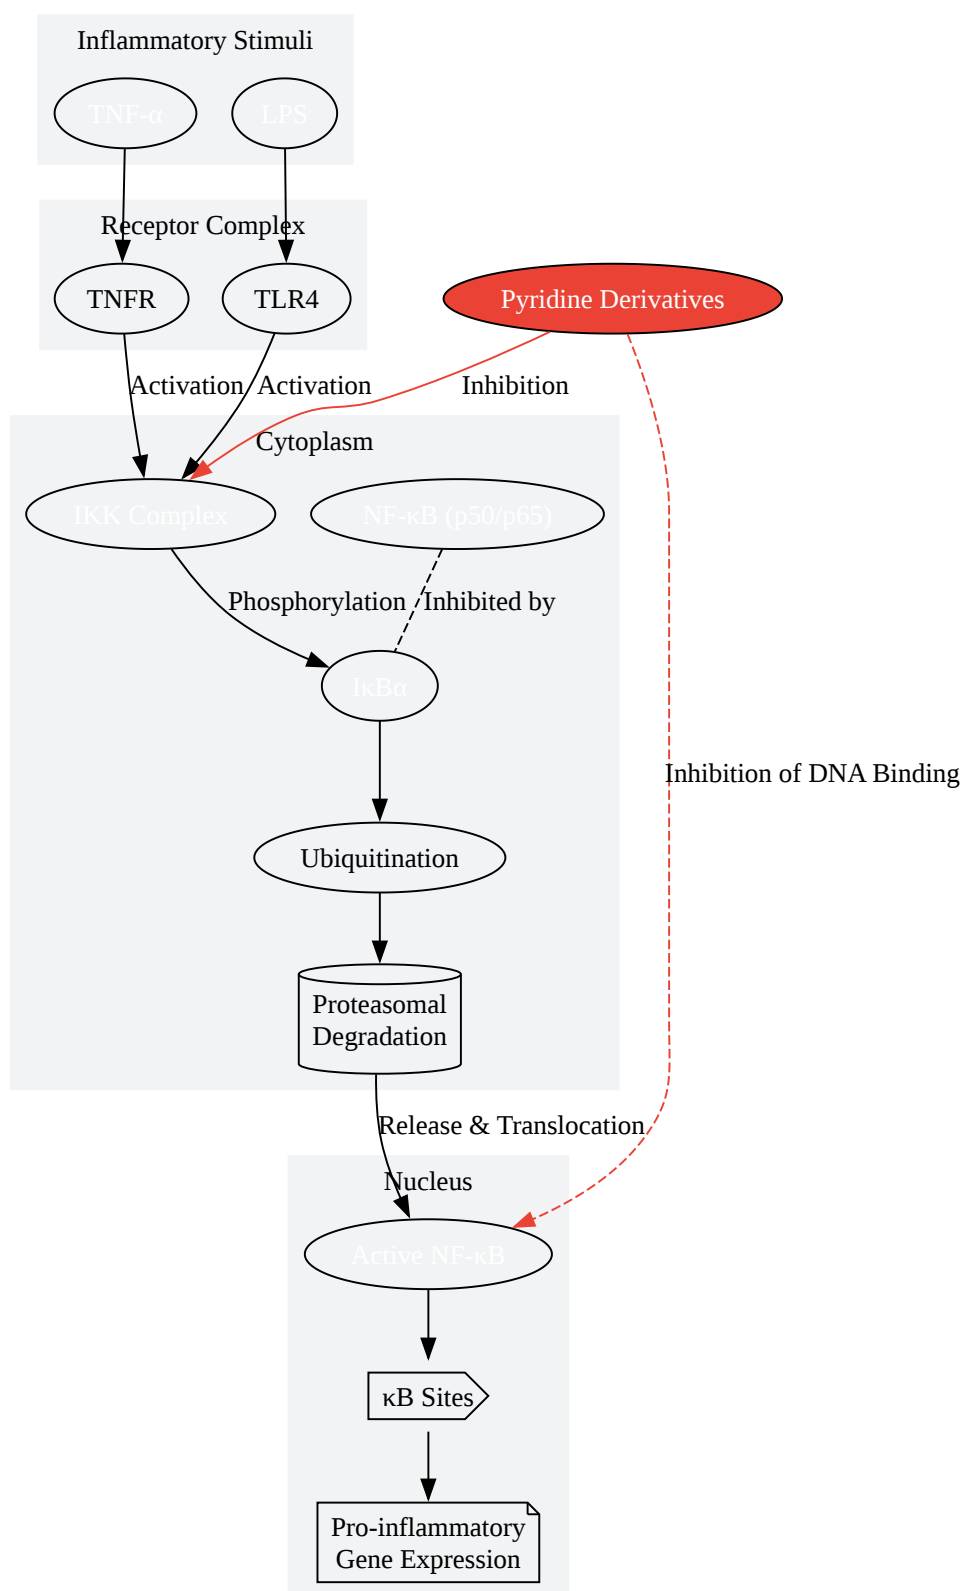 Inflammatory Stimuli
TNF-α
LPS
Receptor Complex
TNFR
TLR4
Pyridine Derivatives
Activation
Activation
Inhibition
Cytoplasm
IKK Complex
NF-κB (p50/p65)
Phosphorylation
Inhibited by
IκBα
Inhibition of DNA Binding
Ubiquitination
Proteasomal
Degradation
Release & Translocation
Nucleus
Active NF-κB
κB Sites
Pro-inflammatory
Gene Expression